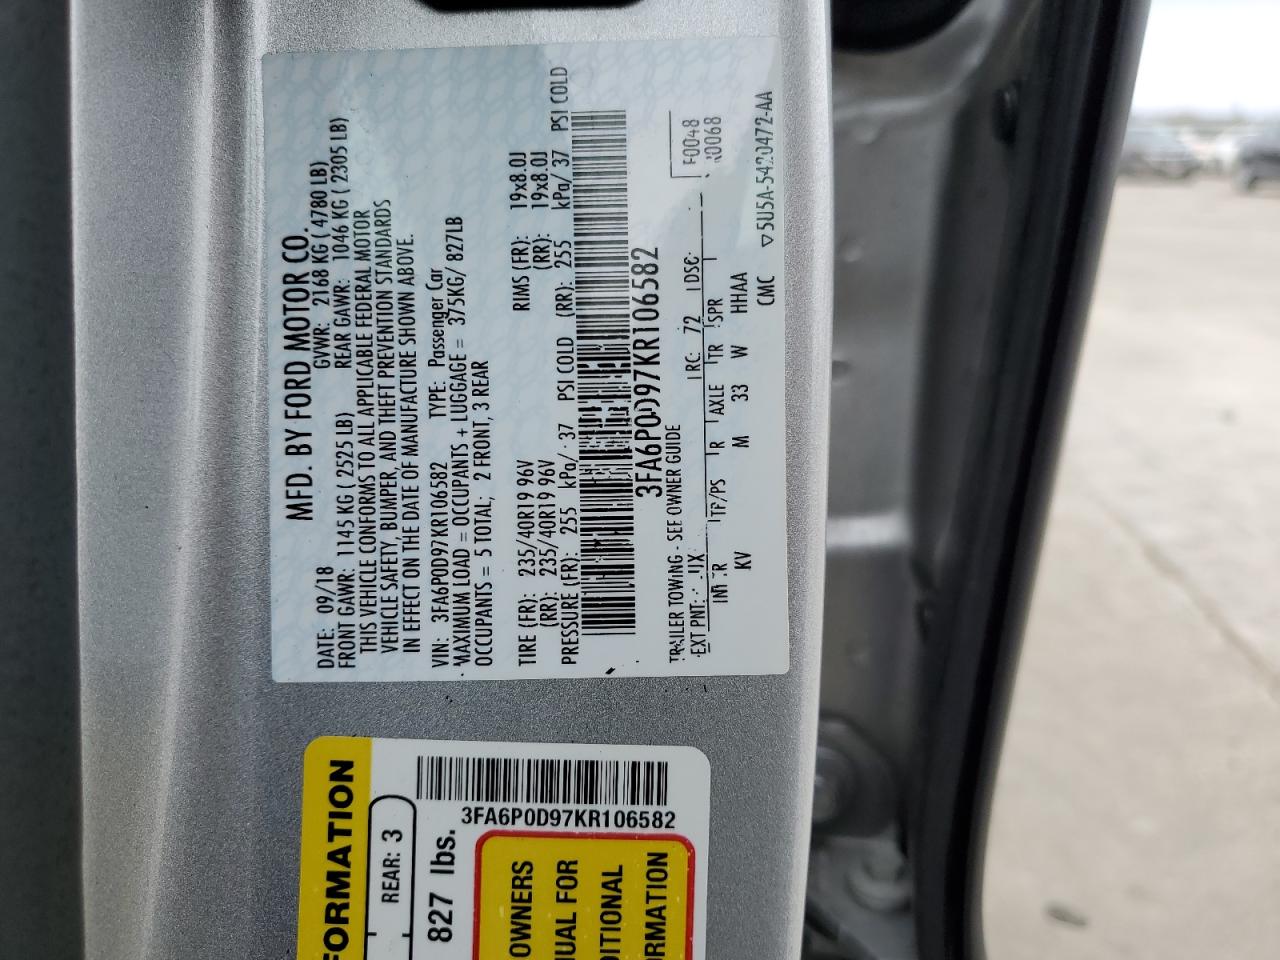 MFD. BY FORD MOTOR CO.
DATE: 09/18 GVWR: 2168 KG ( 4780 LB)
FRONT GAWR: 1145 KG ( 2525 LB) REAR GAWR: 1046 KG ( 2305 LB)
THIS VEHICLE CONFORMS TO ALL APPLICABLE FEDERAL MOTOR
VEHICLE SAFETY, BUMPER, AND THEFT PREVENTION STANDARDS
IN EFFECT ON THE DATE OF MANUFACTURE SHOWN ABOVE.
VIN: 3FA6P0D97KR106582 TYPE: Passenger Car
MAXIMUM LOAD = OCCUPANTS + LUGGAGE = 375KG/ 827LB
OCCUPANTS = 5 TOTAL; 2 FRONT, 3 REAR
TIRE (FR): 235/40R19 96V RIMS (FR): 19x8.0J
(RR): 235/40R19 96V (RR): 19x8.0J
PRESSURE (FR): 255 kPa/ 37 PSI COLD (RR): 255 kPa/ 37 PSI COLD
3FA6P0D97KR106582
TRAILER TOWING - SEE OWNER GUIDE
EXT PNT: UX RC: 72 DSO:
F0048
R0068
INT TR TP/PS R AXLE TR SPR
KV M 33 W HHAA
CMC ▽5U5A-5420472-AA
FORMATION
REAR: 3
827 lbs.
3FA6P0D97KR106582
OWNERS
UAL FOR
DITIONAL
ORMATION